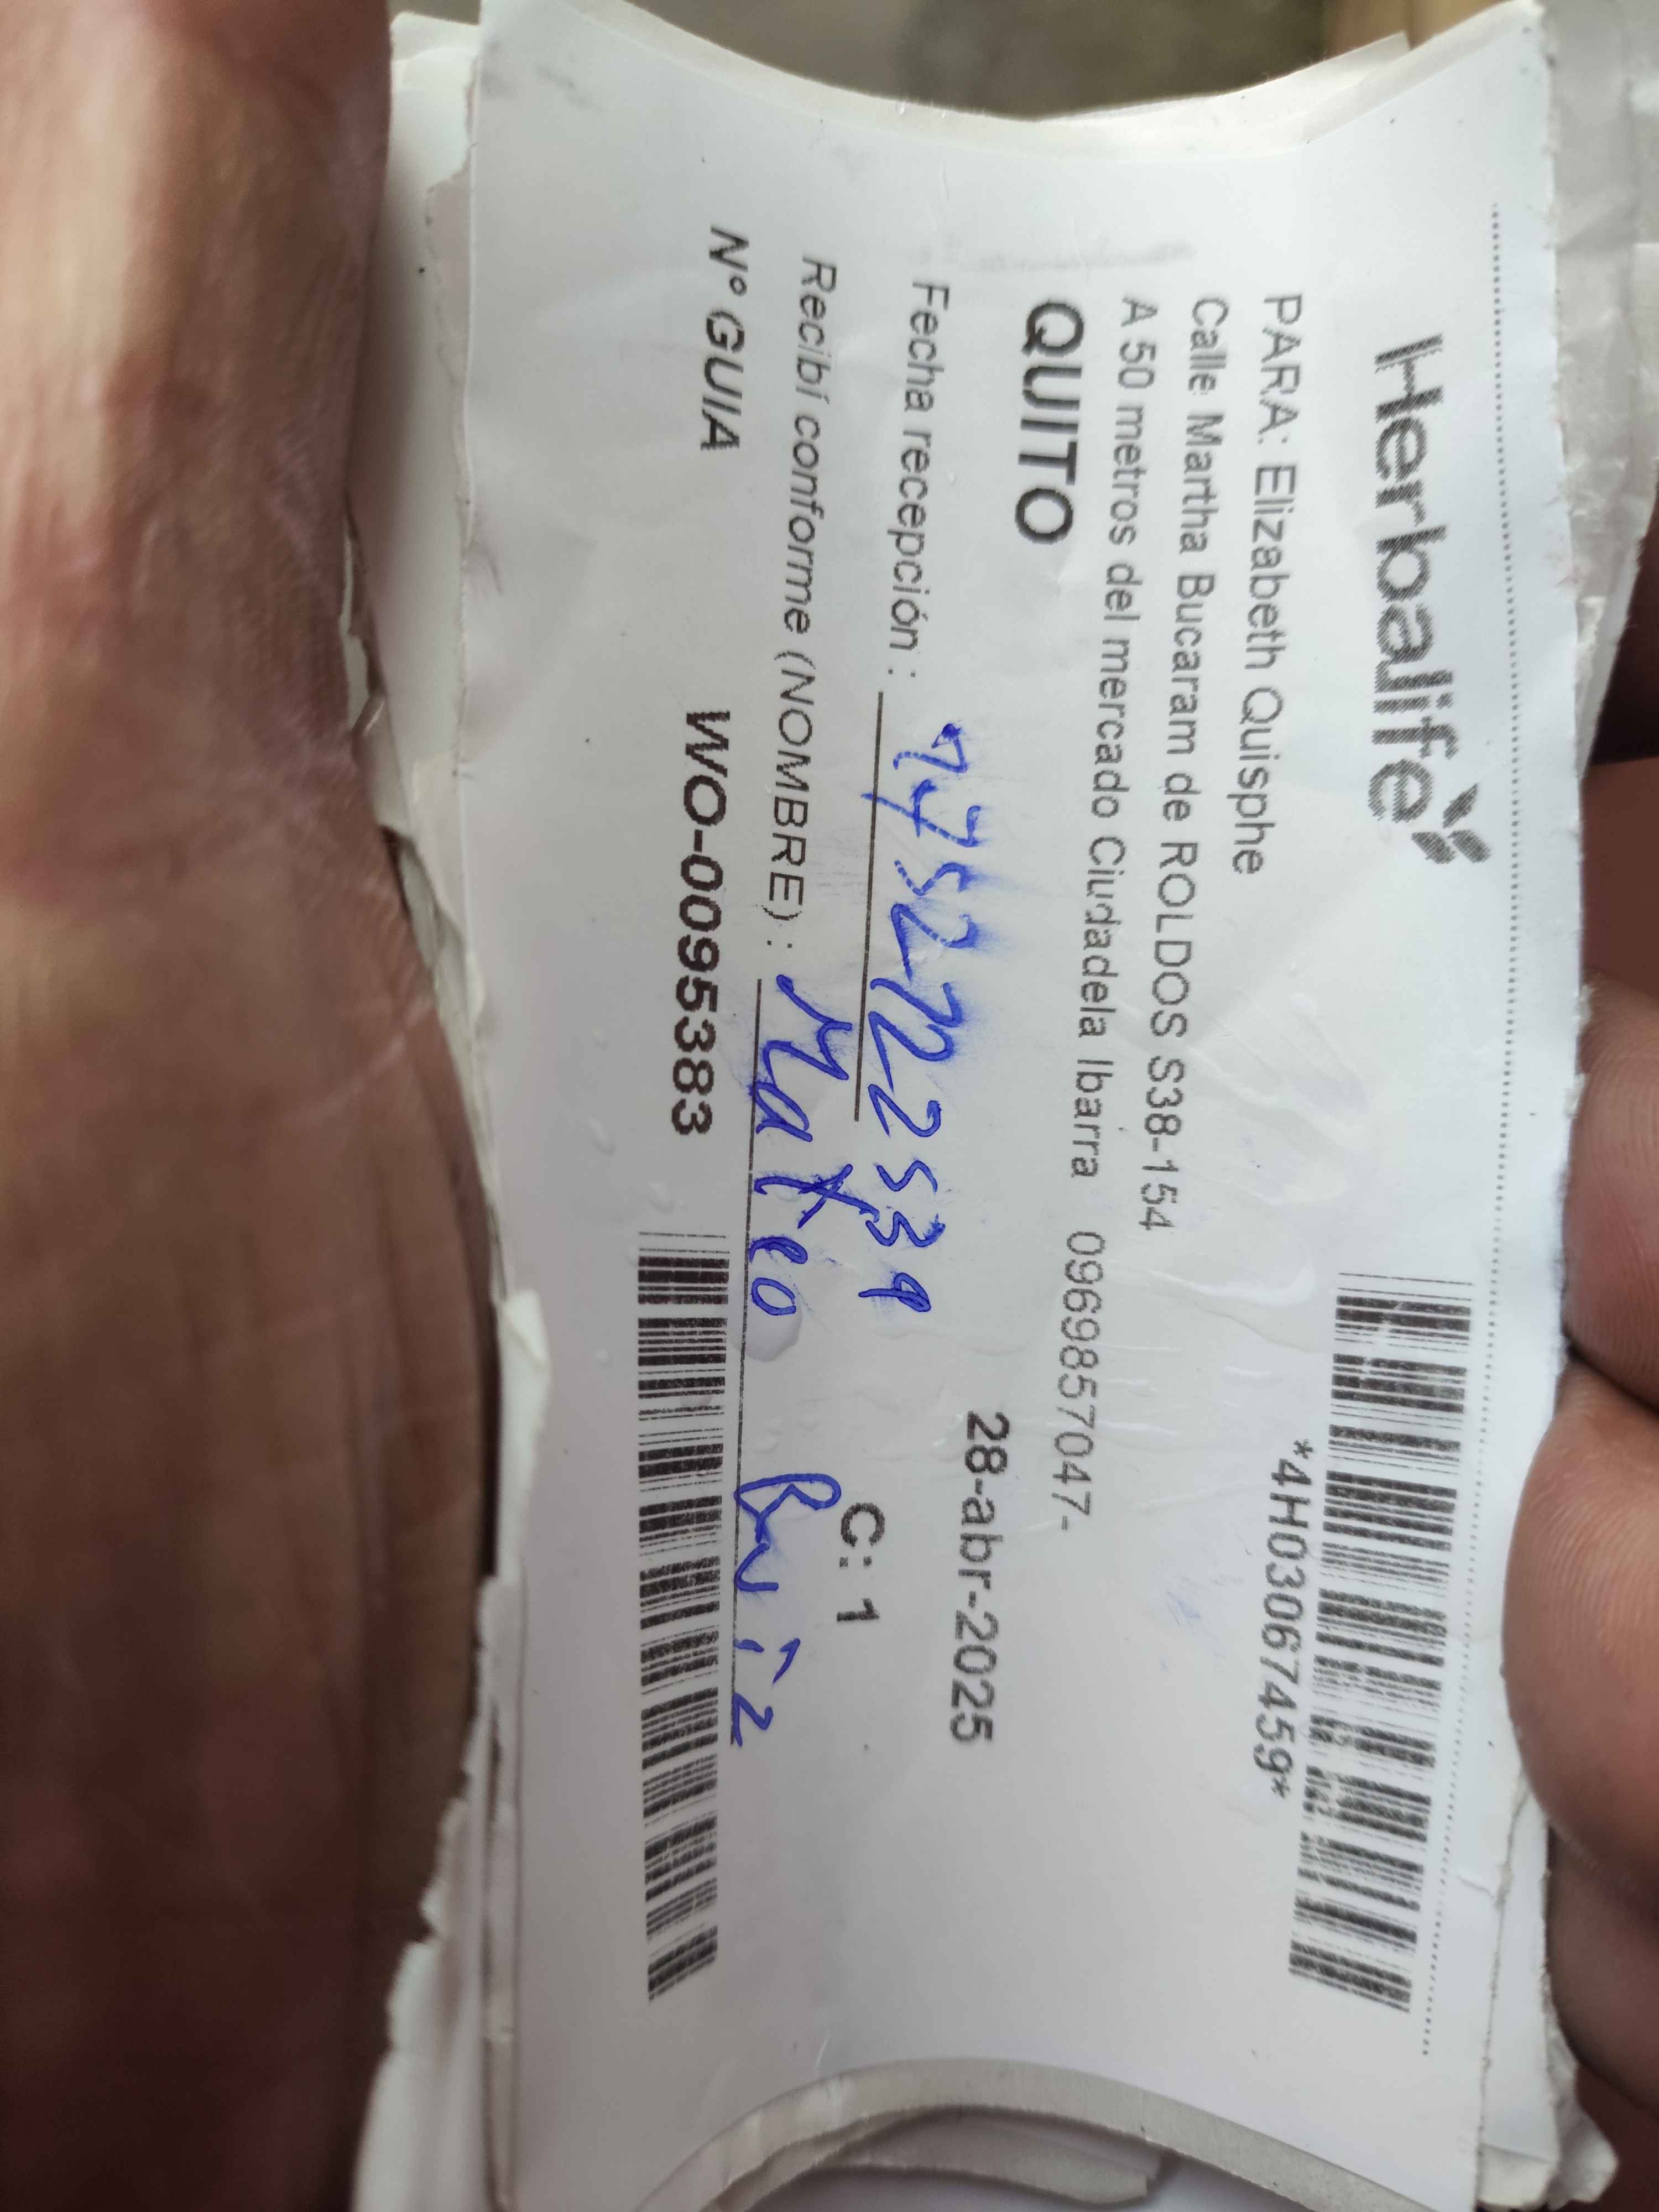 Herbalife
*4H03067459*
PARA: Elizabeth Quisphe
Calle Martha Bucaram de ROLDOS S38-154
A 50 metros del mercado Ciudadela Ibarra 0969857047-
QUITO
28-abr-2025
Fecha recepción :
C: 1
Recibí conforme (NOMBRE) : Mateo Ruiz
Nº GUIA WO-0095383